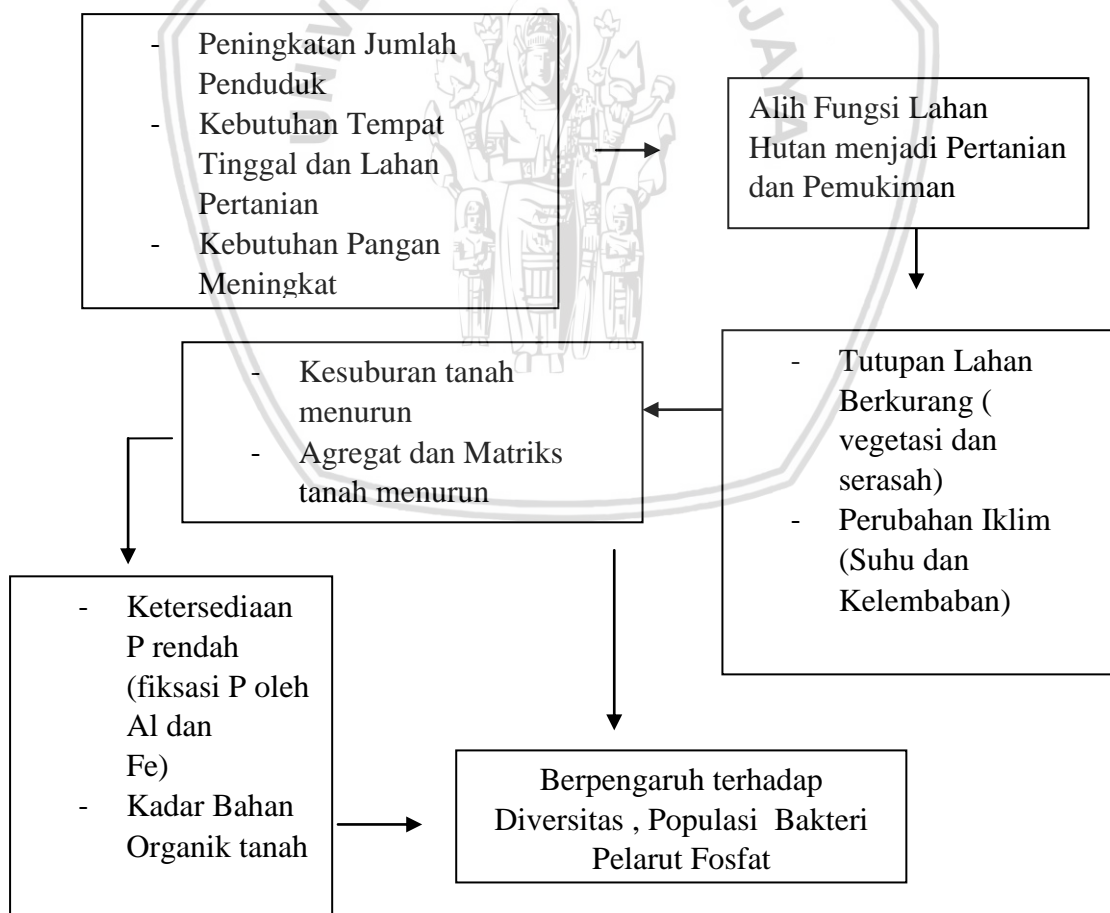 - Peningkatan Jumlah
Penduduk
- Kebutuhan Tempat
Tinggal dan Lahan
Pertanian
- Kebutuhan Pangan
Meningkat
Alih Fungsi Lahan
Hutan menjadi Pertanian
dan Pemukiman
- Tutupan Lahan
Berkurang (
vegetasi dan
serasah)
- Perubahan Iklim
(Suhu dan
Kelembaban)
- Kesuburan tanah
menurun
- Agregat dan Matriks
tanah menurun
- Ketersediaan
P rendah
(fiksasi P oleh
Al dan
Fe)
- Kadar Bahan
Organik tanah
Berpengaruh terhadap
Diversitas , Populasi Bakteri
Pelarut Fosfat